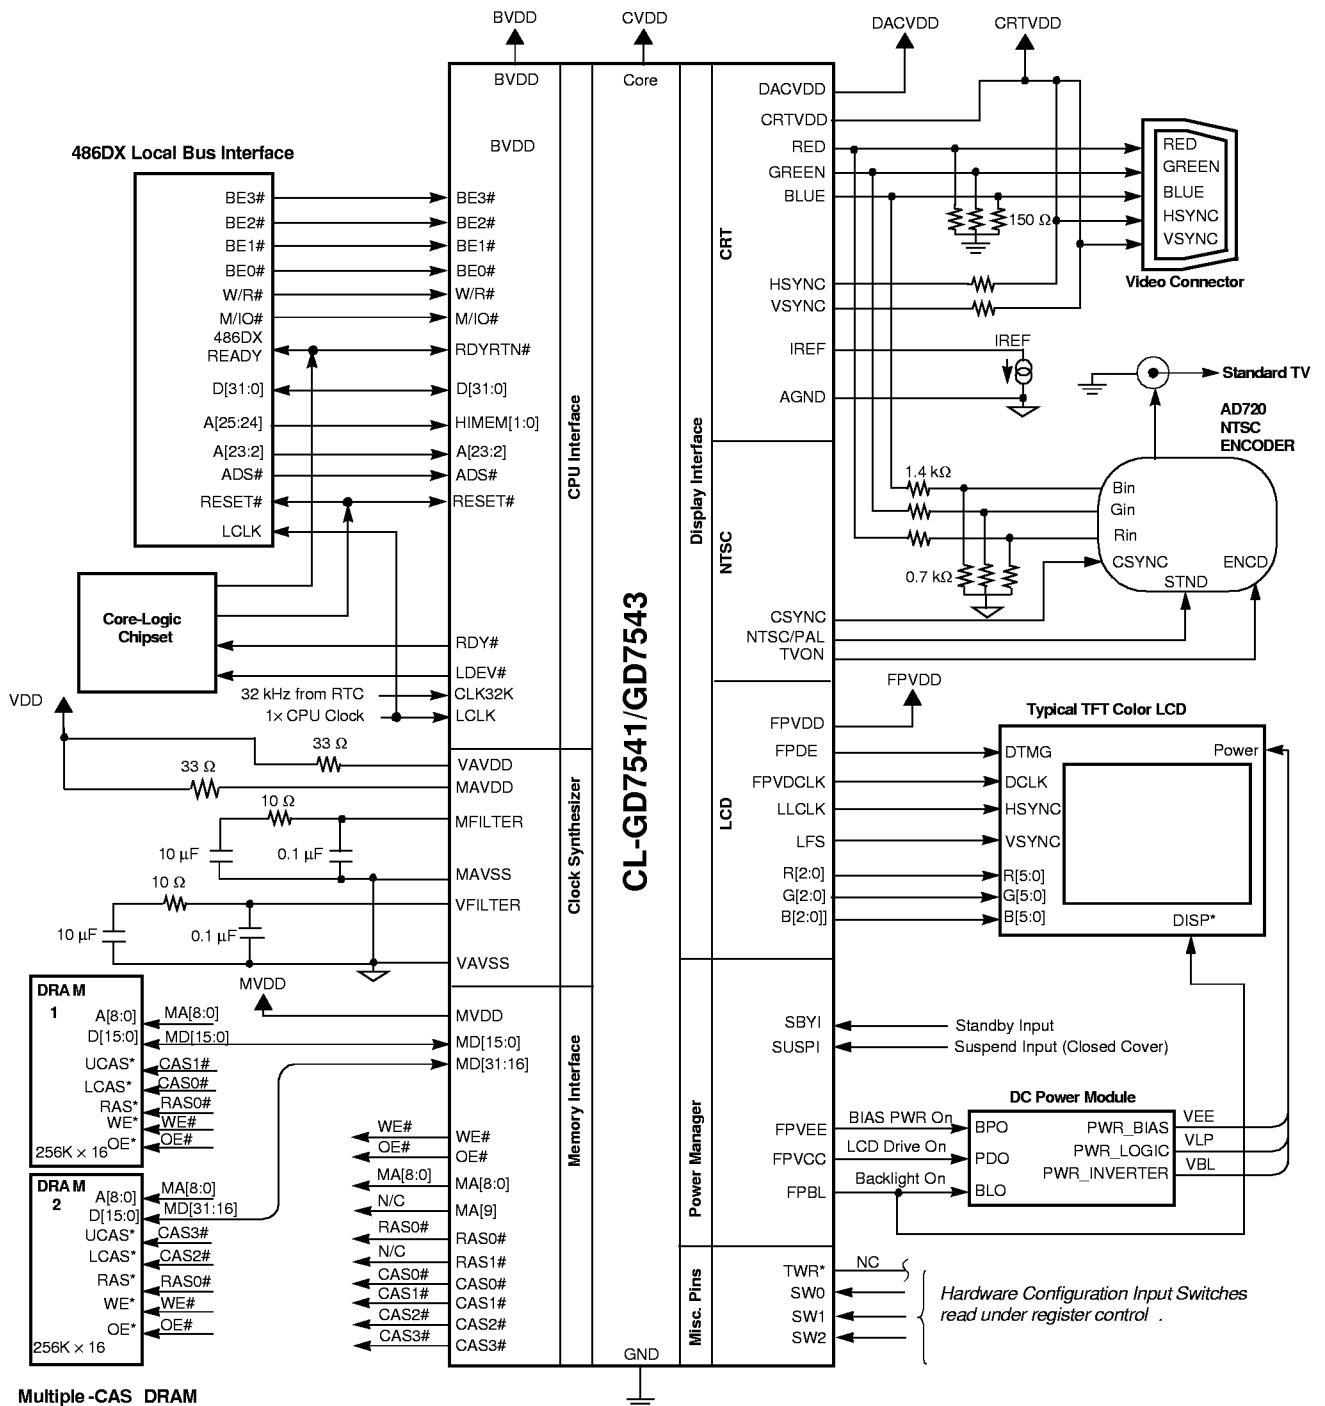 BVDD
CVDD
DACVDD
CRTVDD
BVDD
Core
BVDD
CPU Interface
Clock Synthesizer
Memory Interface
CL-GD7541/GD7543
Display Interface
CRT
NTSC
LCD
Power Manager
Misc. Pins
GND
486DX Local Bus Interface
BE3#
BE2#
BE1#
BE0#
W/R#
M/IO#
486DX
READY
D[31:0]
A[25:24]
A[23:2]
ADS#
RESET#
LCLK
BE3#
BE2#
BE1#
BE0#
W/R#
M/IO#
RDYRTN#
D[31:0]
HIMEM[1:0]
A[23:2]
ADS#
RESET#
Core-Logic
Chipset
RDY#
LDEV#
32 kHz from RTC
CLK32K
1x CPU Clock
LCLK
VDD
33 Ω
VAVDD
33 Ω
MAVDD
10 Ω
MFILTER
10 µF
0.1 µF
MAVSS
10 Ω
VFILTER
10 µF
0.1 µF
VAVSS
MVDD
MVDD
MD[15:0]
MD[31:16]
DRAM
1
A[8:0]
D[15:0]
UCAS*
LCAS*
RAS*
WE*
OE*
256K × 16
MA[8:0]
MD[15:0]
CAS1#
CAS0#
RAS0#
WE#
OE#
DRAM
2
A[8:0]
D[15:0]
UCAS*
LCAS*
RAS*
WE*
OE*
256K × 16
MA[8:0]
MD[31:16]
CAS3#
CAS2#
RAS0#
WE#
OE#
Multiple-CAS DRAM
WE#
OE#
MA[8:0]
N/C
RAS0#
N/C
CAS0#
CAS1#
CAS2#
CAS3#
WE#
OE#
MA[8:0]
MA[9]
RAS0#
RAS1#
CAS0#
CAS1#
CAS2#
CAS3#
DACVDD
CRTVDD
RED
GREEN
BLUE
150 Ω
HSYNC
VSYNC
IREF
IREF
AGND
RED
GREEN
BLUE
HSYNC
VSYNC
Video Connector
Standard TV
AD720
NTSC
ENCODER
1.4 kΩ
0.7 kΩ
Bin
Gin
Rin
CSYNC
ENCD
STND
CSYNC
NTSC/PAL
TVON
FPVDD
FPVDD
FPDE
FPVDCLK
LLCLK
LFS
R[2:0]
G[2:0]
B[2:0]]
Typical TFT Color LCD
DTMG
Power
DCLK
HSYNC
VSYNC
R[5:0]
G[5:0]
B[5:0]
DISP*
SBYI
Standby Input
SUSPI
Suspend Input (Closed Cover)
DC Power Module
FPVEE
BIAS PWR On
BPO
PWR_BIAS
VEE
FPVCC
LCD Drive On
PDO
PWR_LOGIC
VLP
FPBL
Backlight On
BLO
PWR_INVERTER
VBL
TWR*
NC
SW0
SW1
SW2
Hardware Configuration Input Switches
read under register control .